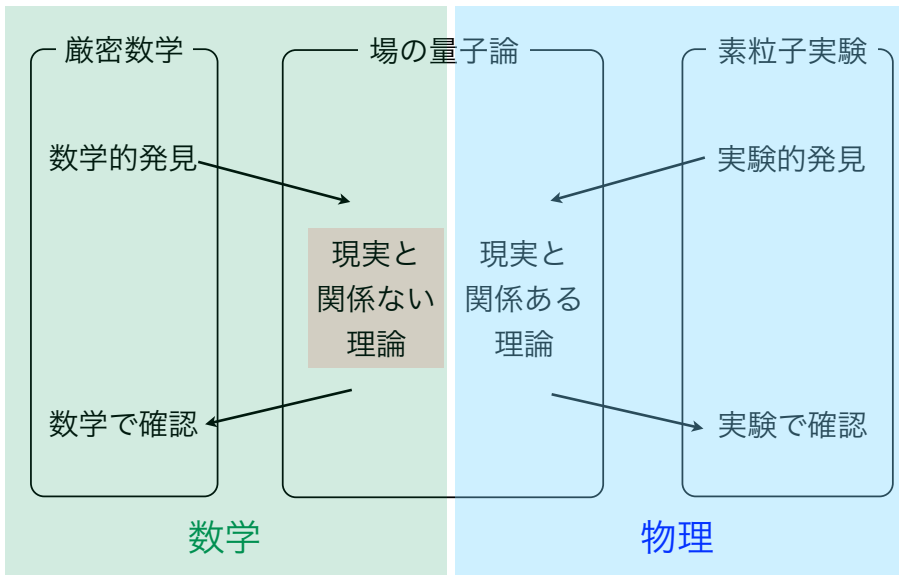 厳密数学
場の量子論
素粒子実験
数学的発見
実験的発見
現実と
関係ない
理論
現実と
関係ある
理論
数学で確認
実験で確認
数学
物理